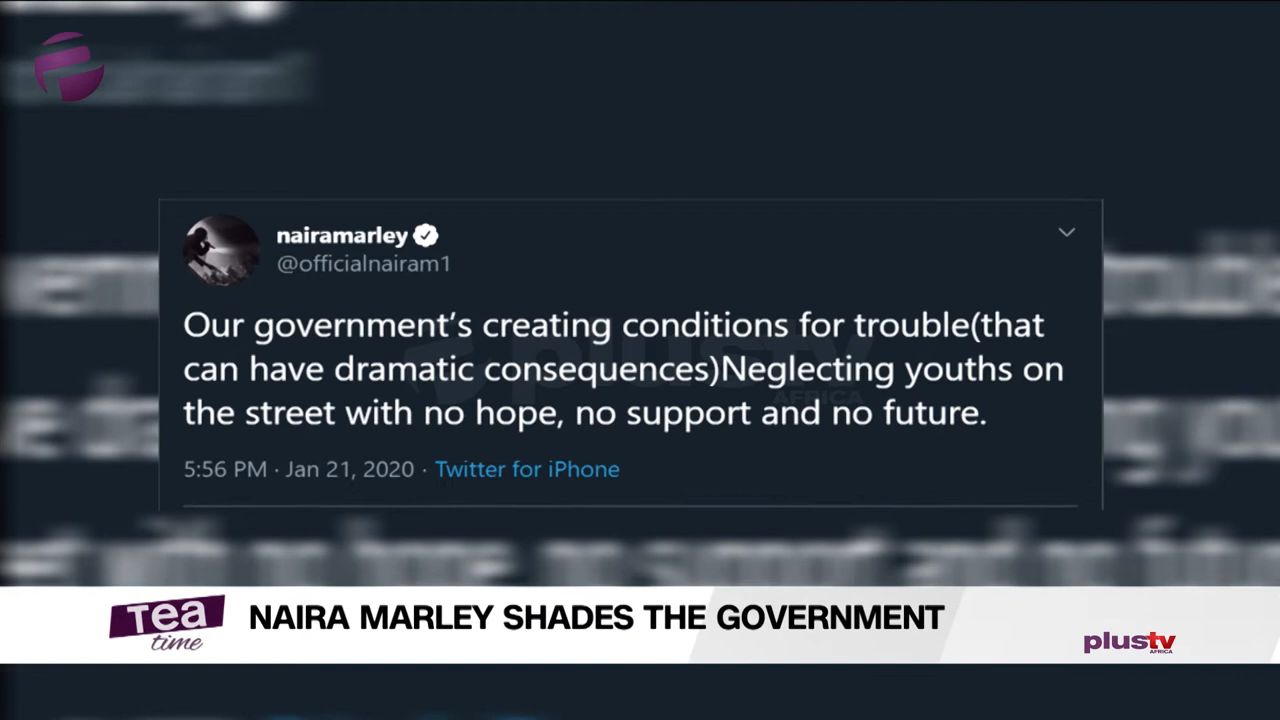 nairamarley
@officialnairam1
Our government's creating conditions for trouble(that
can have dramatic consequences)Neglecting youths on
the street with no hope, no support and no future.
5:56 PM · Jan 21, 2020 · Twitter for iPhone
plustv
AFRICA
Tea
time
NAIRA MARLEY SHADES THE GOVERNMENT
plustv
AFRICA